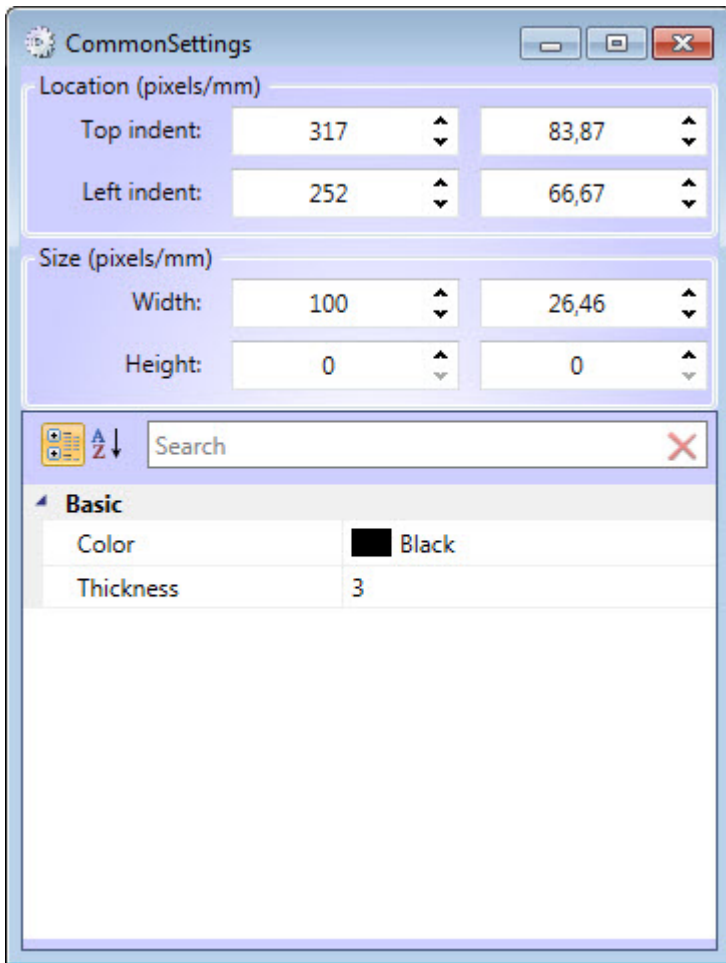 CommonSettings
Location (pixels/mm)
Top indent: 317 83,87
Left indent: 252 66,67
Size (pixels/mm)
Width: 100 26,46
Height: 0 0
A
Z Search
Basic
Color Black
Thickness 3